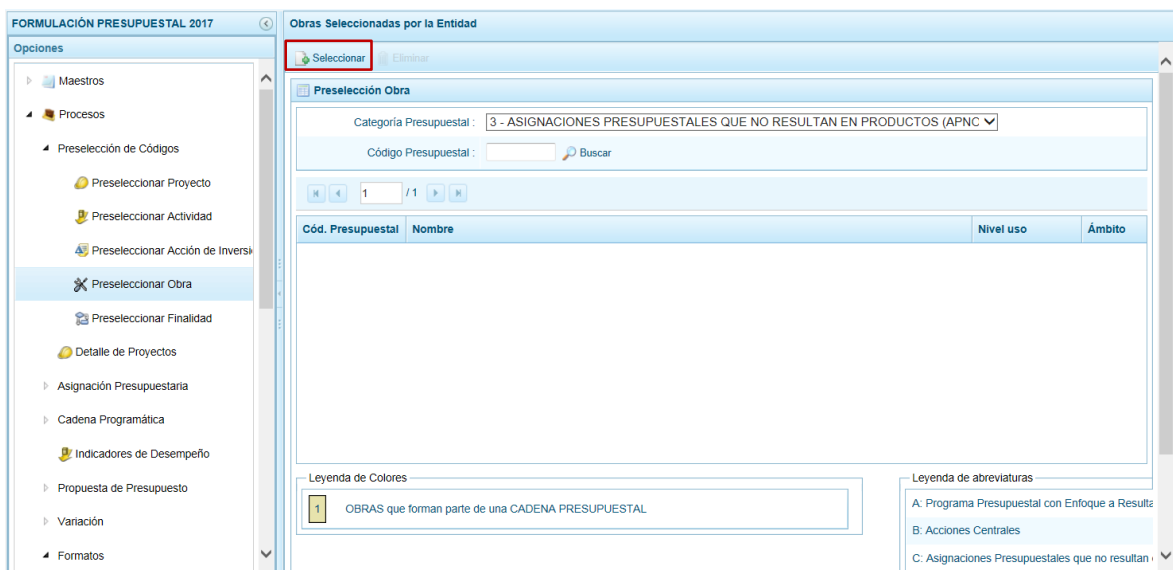 FORMULACIÓN PRESUPUESTAL 2017
Opciones
Maestros
Procesos
Preselección de Códigos
Preseleccionar Proyecto
Preseleccionar Actividad
Preseleccionar Acción de Inversi
Preseleccionar Obra
Preseleccionar Finalidad
Detalle de Proyectos
Asignación Presupuestaria
Cadena Programática
Indicadores de Desempeño
Propuesta de Presupuesto
Variación
Formatos
Obras Seleccionadas por la Entidad
Seleccionar Eliminar
Preselección Obra
Categoría Presupuestal : 3 - ASIGNACIONES PRESUPUESTALES QUE NO RESULTAN EN PRODUCTOS (APNC
Código Presupuestal : Buscar
1 / 1
Cód. Presupuestal Nombre Nivel uso Ámbito
Leyenda de Colores
1 OBRAS que forman parte de una CADENA PRESUPUESTAL
Leyenda de abreviaturas
A: Programa Presupuestal con Enfoque a Resulta
B: Acciones Centrales
C: Asignaciones Presupuestales que no resultan